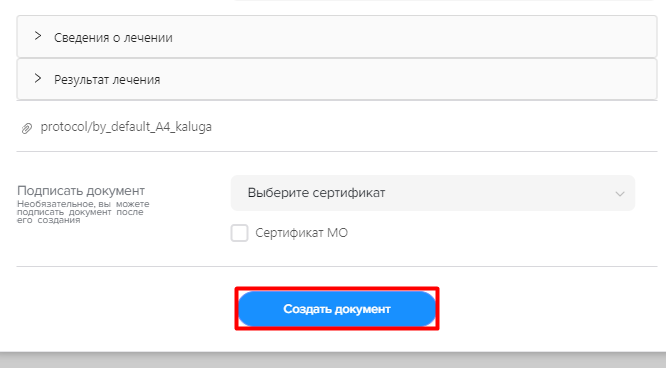 Сведения о лечении
Результат лечения
protocol/by_default_A4_kaluga
Подписать документ
Необязательное, вы можете
подписать документ после
его создания
Выберите сертификат
Сертификат МО
Создать документ